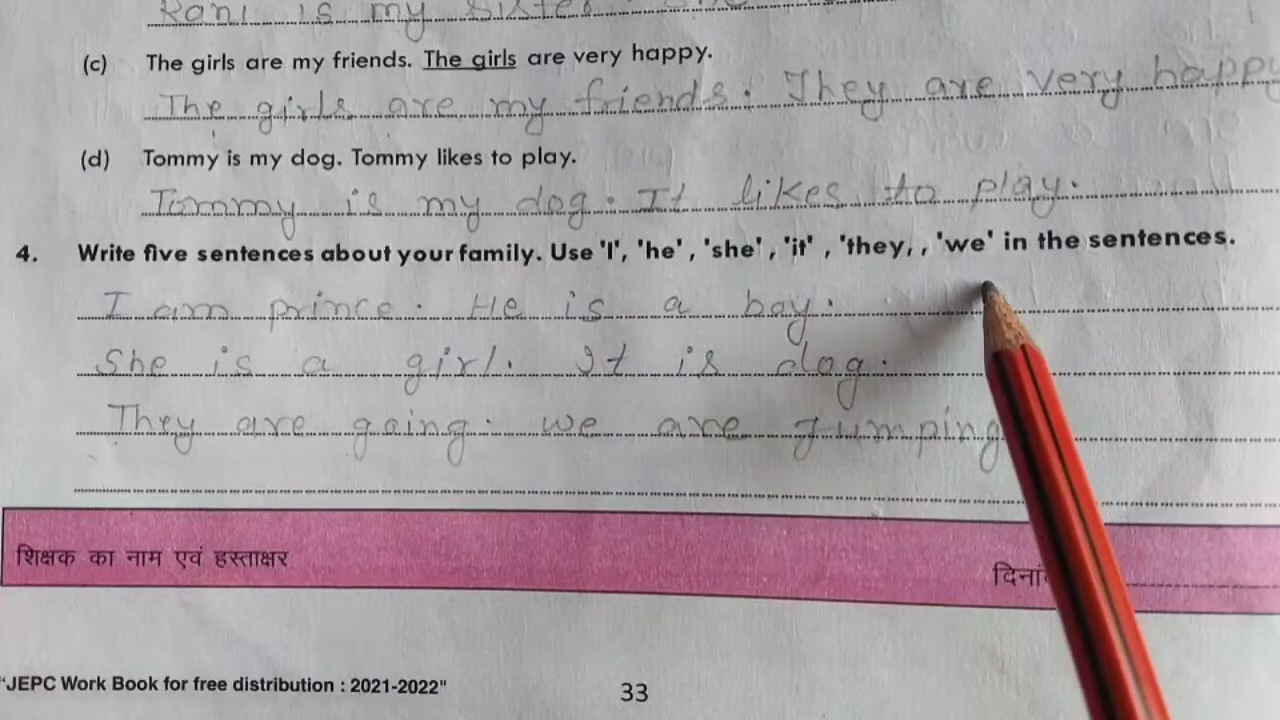 Rani is my sister.
(c) The girls are my friends. The girls are very happy.
The girls are my friends. They are very happy
(d) Tommy is my dog. Tommy likes to play.
Tommy is my dog. It likes to play.
4. Write five sentences about your family. Use 'I', 'he', 'she', 'it' , 'they, , 'we' in the sentences.
I am prince. He is a boy.
She is a girl. It is dog.
They are going. we are Jumping
शिक्षक का नाम एवं हस्ताक्षर
"JEPC Work Book for free distribution : 2021-2022"
33